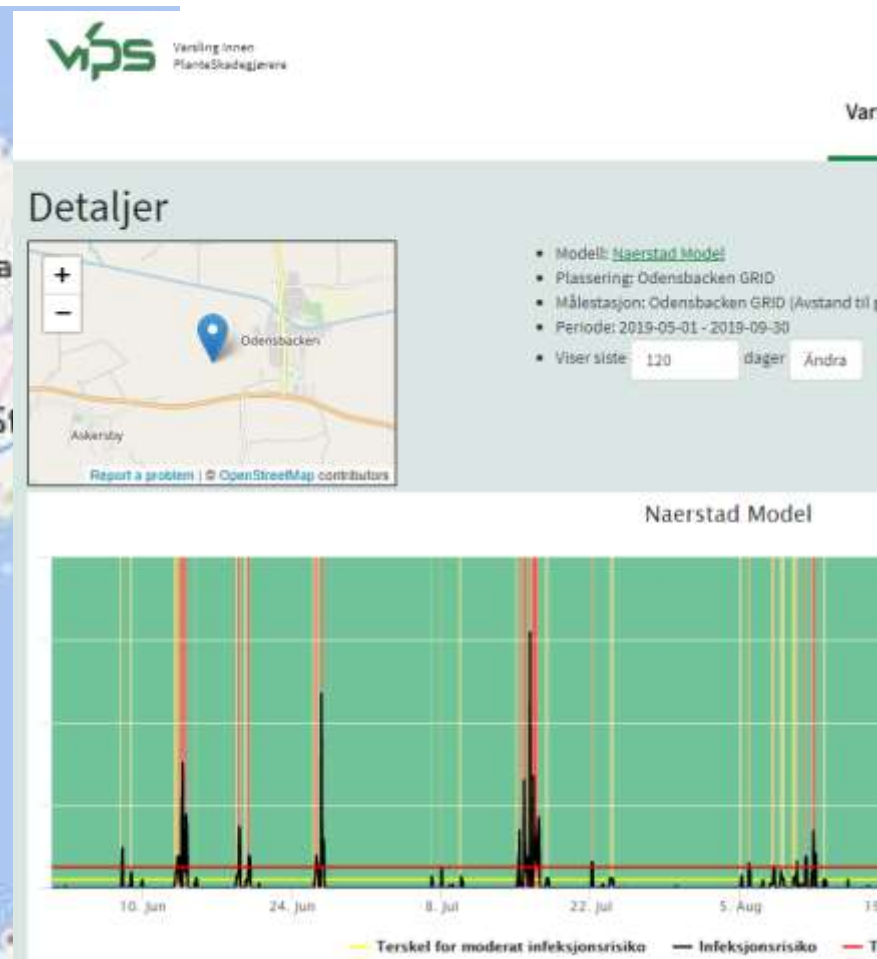 VIPS
Varsling Innen
PlanteSkadegjørere
Var
Detaljer
+
−
Odensbacken
Askersby
Report a problem | © OpenStreetMap contributors
• Modell: Naerstad Model
• Plassering: Odensbacken GRID
• Målestasjon: Odensbacken GRID (Avstand til p
• Periode: 2019-05-01 - 2019-09-30
• Viser siste 120 dager Ändra
Naerstad Model
10. Jun 24. Jun 8. Jul 22. Jul 5. Aug 19
Terskel for moderat infeksjonsrisiko Infeksjonsrisiko T